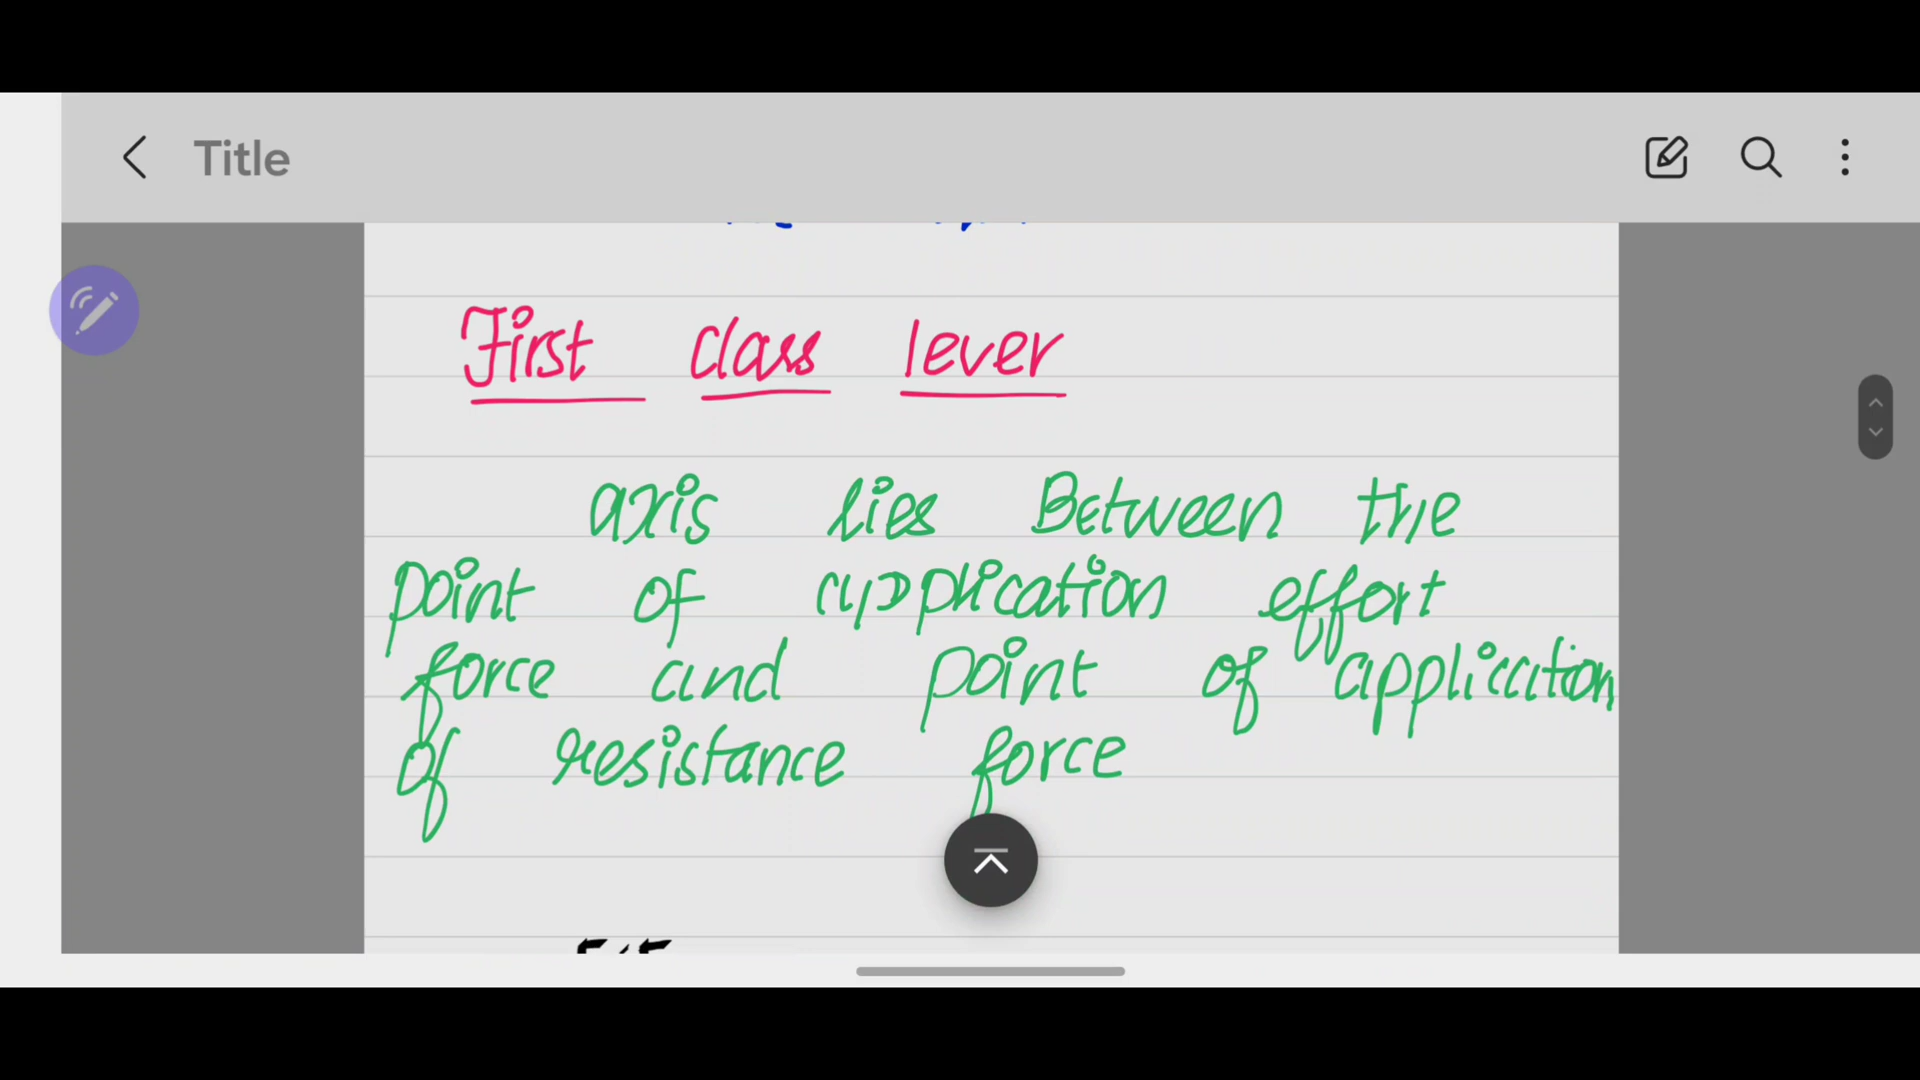 Title
First class lever
axis lies Between the
point of application effort
force and point of application
of resistance force